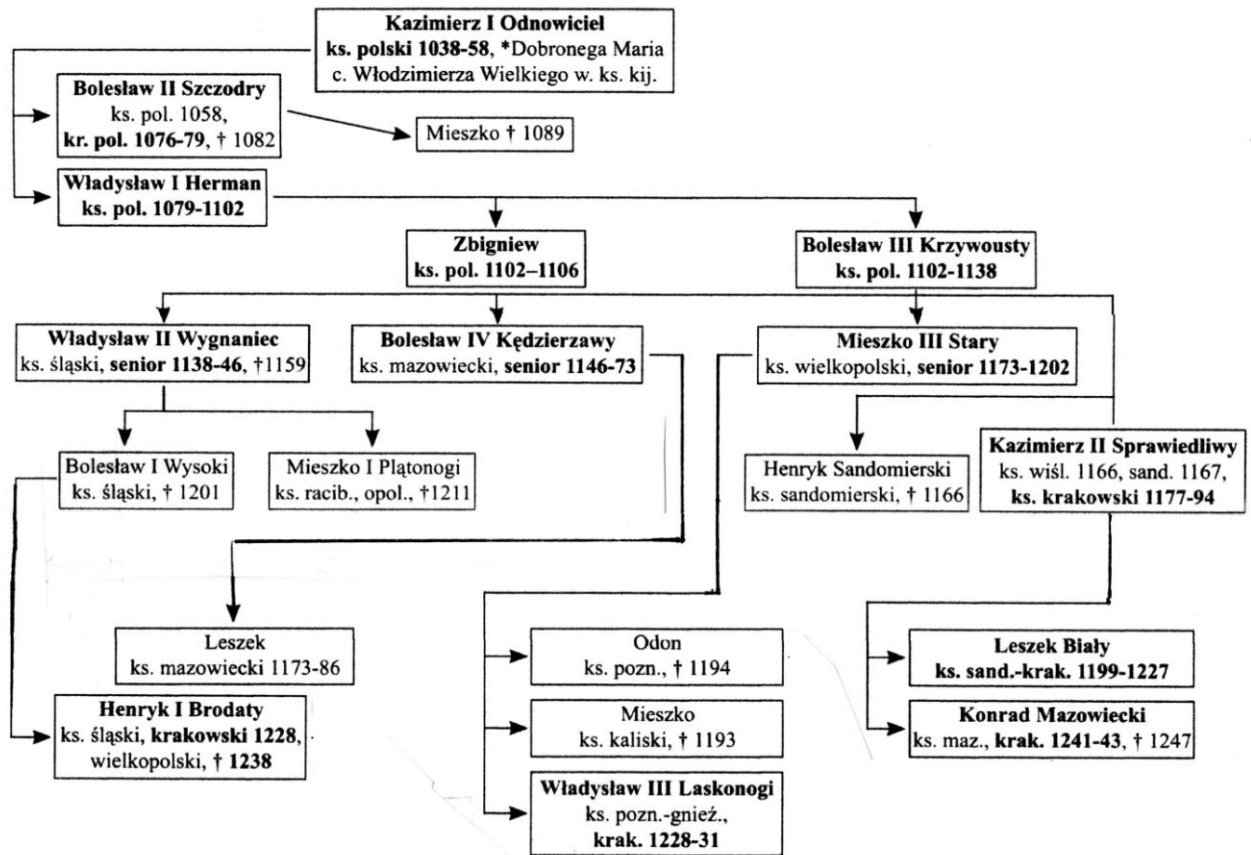 Kazimierz I Odnowiciel
ks. polski 1038-58, *Dobronega Maria
c. Włodzimierza Wielkiego w. ks. kij.
Bolesław II Szczodry
ks. pol. 1058,
kr. pol. 1076-79, † 1082
Mieszko † 1089
Władysław I Herman
ks. pol. 1079-1102
Zbigniew
ks. pol. 1102–1106
Bolesław III Krzywousty
ks. pol. 1102-1138
Władysław II Wygnaniec
ks. śląski, senior 1138-46, †1159
Bolesław IV Kędzierzawy
ks. mazowiecki, senior 1146-73
Mieszko III Stary
ks. wielkopolski, senior 1173-1202
Bolesław I Wysoki
ks. śląski, † 1201
Mieszko I Plątonogi
ks. racib., opol., †1211
Henryk Sandomierski
ks. sandomierski, † 1166
Kazimierz II Sprawiedliwy
ks. wiśl. 1166, sand. 1167,
ks. krakowski 1177-94
Leszek
ks. mazowiecki 1173-86
Odon
ks. pozn., † 1194
Leszek Biały
ks. sand.-krak. 1199-1227
Henryk I Brodaty
ks. śląski, krakowski 1228,
wielkopolski, † 1238
Mieszko
ks. kaliski, † 1193
Konrad Mazowiecki
ks. maz., krak. 1241-43, † 1247
Władysław III Laskonogi
ks. pozn.-gnieź.,
krak. 1228-31